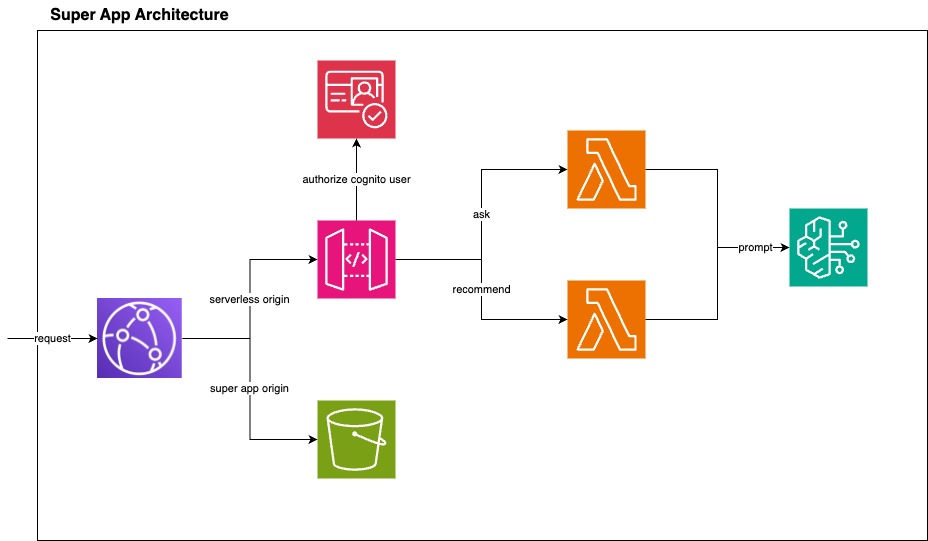 Super App Architecture
authorize cognito user
ask
</>
prompt
recommend
serverless origin
request
super app origin